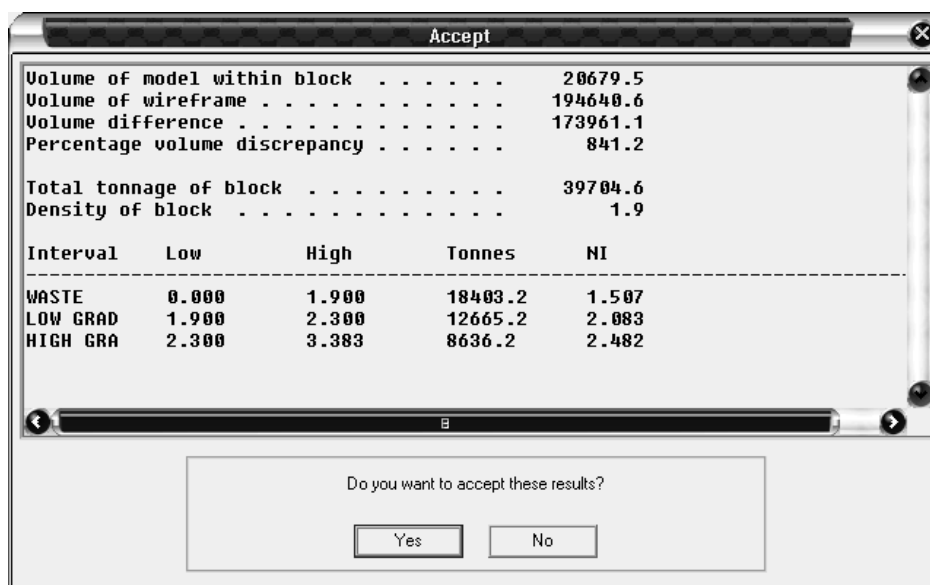 Accept
Volume of model within block . . . . . . 20679.5
Volume of wireframe . . . . . . . . . . . 194640.6
Volume difference . . . . . . . . . . . . 173961.1
Percentage volume discrepancy . . . . . . 841.2
Total tonnage of block . . . . . . . . . 39704.6
Density of block . . . . . . . . . . . . 1.9
Interval Low High Tonnes NI
WASTE 0.000 1.900 18403.2 1.507
LOW GRAD 1.900 2.300 12665.2 2.083
HIGH GRA 2.300 3.383 8636.2 2.482
Do you want to accept these results?
Yes No